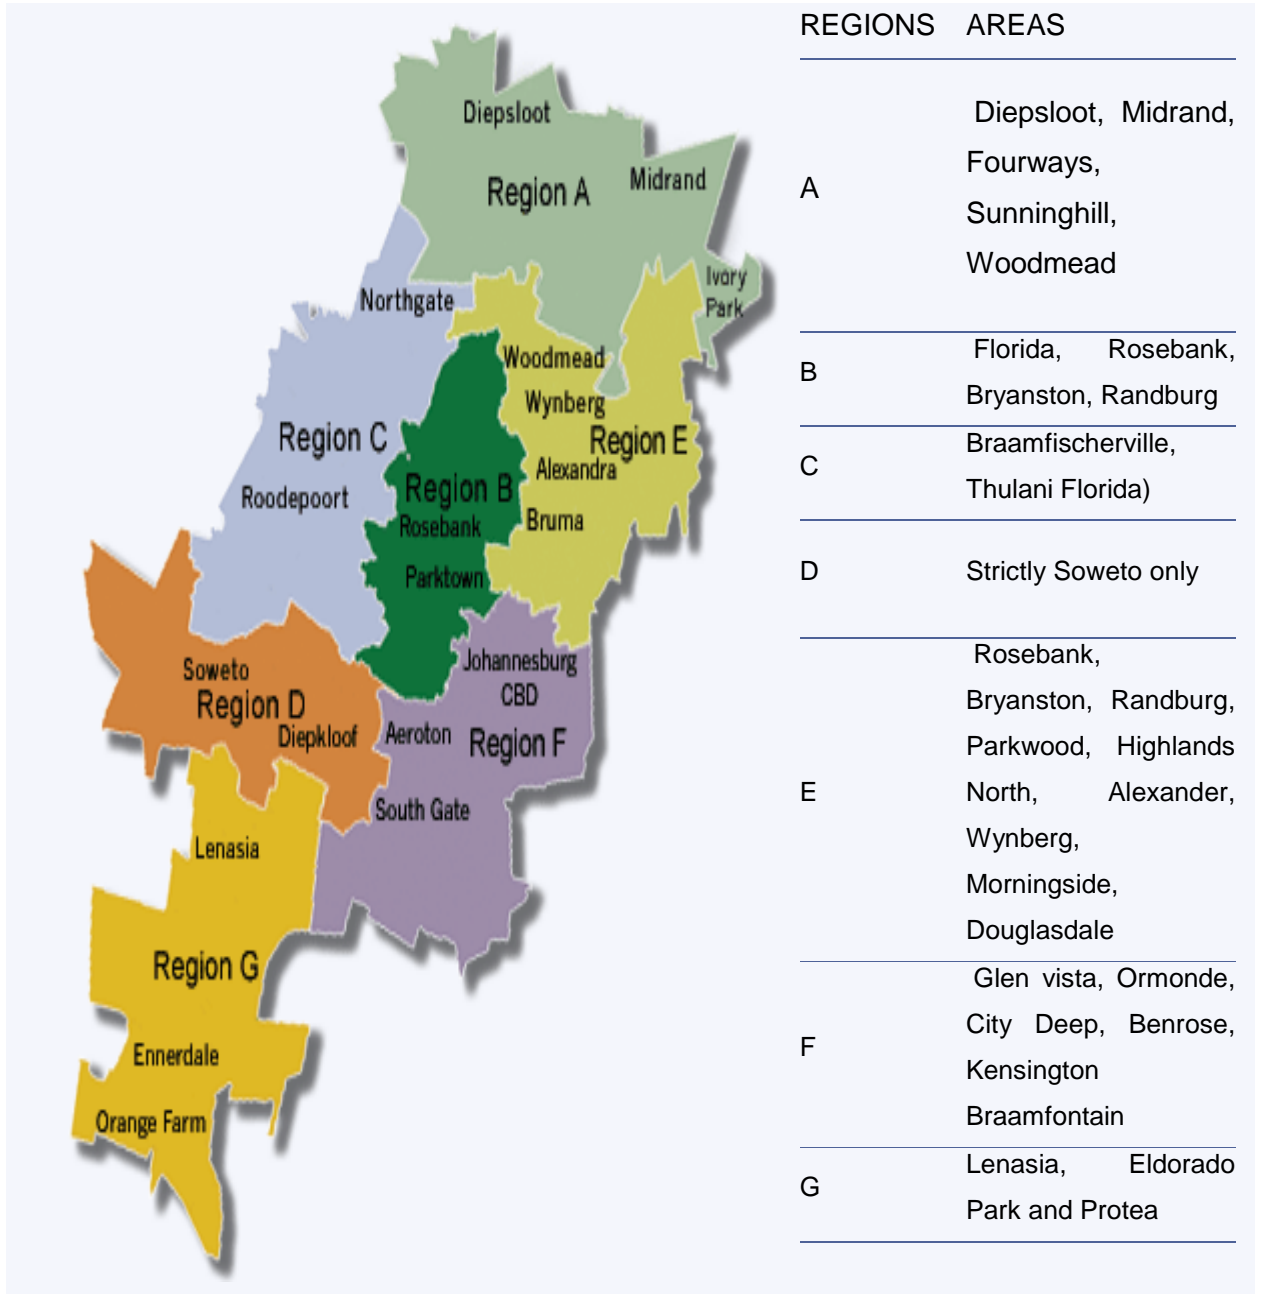 Diepsloot
Region A
Midrand
Ivory
Park
Northgate
Woodmead
Wynberg
Region E
Region C
Alexandra
Roodepoort
Region B
Bruma
Rosebank
Parktown
Soweto
Region D
Diepkloof
Johannesburg
CBD
Aeroton
Region F
South Gate
Lenasia
Region G
Ennerdale
Orange Farm
REGIONS AREAS
A
Diepsloot, Midrand,
Fourways,
Sunninghill,
Woodmead
B
Florida, Rosebank,
Bryanston, Randburg
C
Braamfischerville,
Thulani Florida)
D
Strictly Soweto only
E
Rosebank,
Bryanston, Randburg,
Parkwood, Highlands
North, Alexander,
Wynberg,
Morningside,
Douglasdale
F
Glen vista, Ormonde,
City Deep, Benrose,
Kensington
Braamfontain
G
Lenasia, Eldorado
Park and Protea